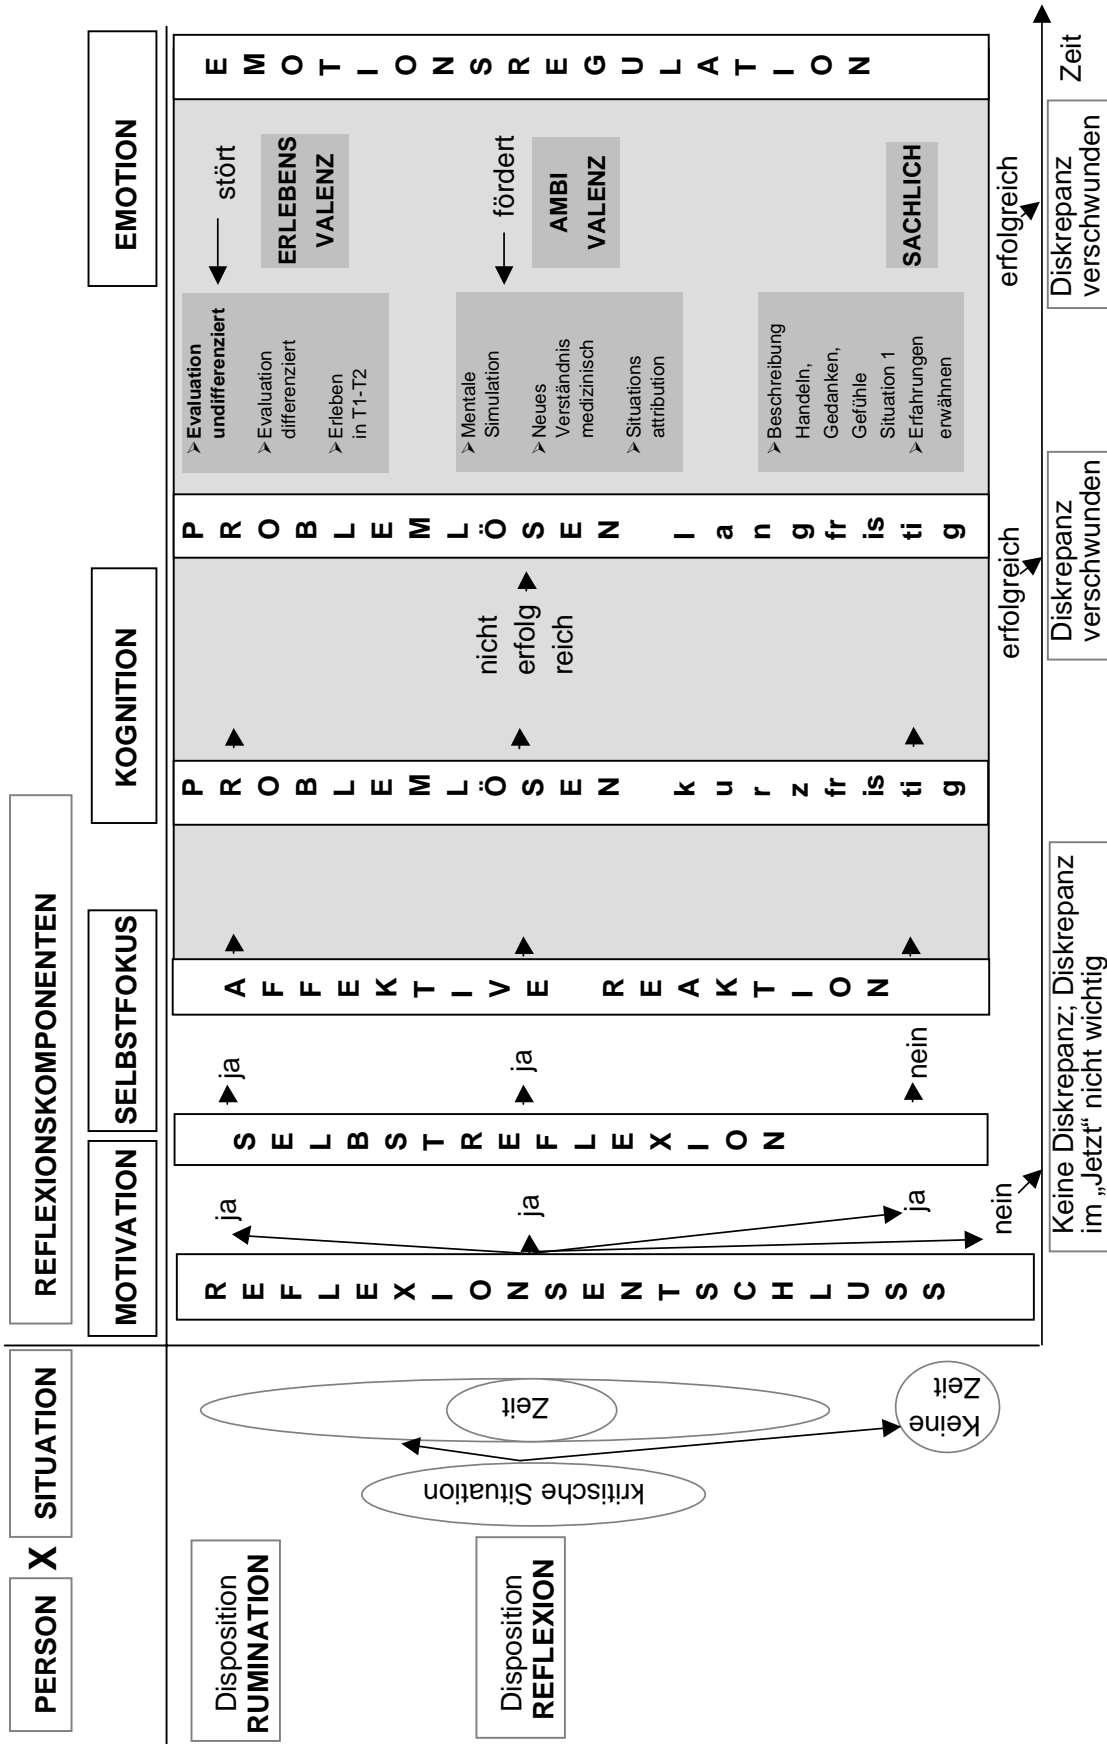 REFLEXIONSKOMPONENTEN
PERSON X SITUATION
MOTIVATION
SELBSTFOKUS
KOGNITION
EMOTION
Disposition
RUMINATION
Disposition
REFLEXION
kritische Situation
Zeit
Keine
Zeit
REFLEXIONSENTSCHLUSS
ja
ja
ja
nein
SELBSTREFLEXION
ja
ja
nein
AFFEKTIVE REAKTION
PROBLEMLÖSEN kurzfristig
nicht
erfolg
reich
PROBLEMLÖSEN langfristig
➢ Evaluation
undifferenziert
➢ Evaluation
differenziert
➢ Erleben
in T1-T2
➢ Mentale
Simulation
➢ Neues
Verständnis
medizinisch
➢ Situations
attribution
➢ Beschreibung
Handeln,
Gedanken,
Gefühle
Situation 1
➢ Erfahrungen
erwähnen
stört
ERLEBENS
VALENZ
fördert
AMBI
VALENZ
SACHLICH
EMOTIONSREGULATION
erfolgreich
erfolgreich
Zeit
Keine Diskrepanz; Diskrepanz
im „Jetzt“ nicht wichtig
Diskrepanz
verschwunden
Diskrepanz
verschwunden